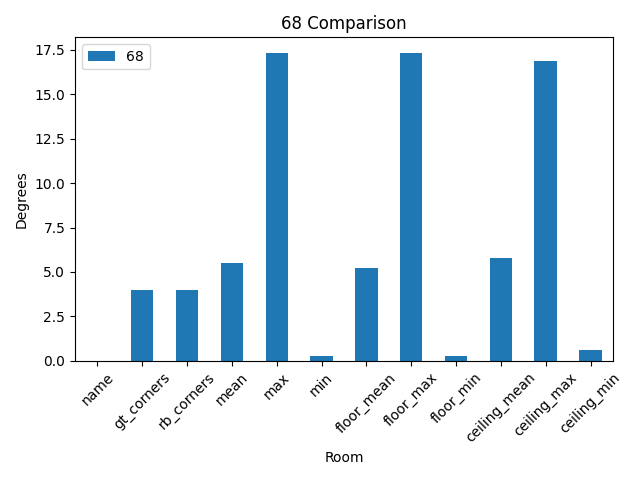 68 Comparison
68
Degrees
17.5
15.0
12.5
10.0
7.5
5.0
2.5
0.0
name
gt_corners
rb_corners
mean
max
min
floor_mean
floor_max
floor_min
ceiling_mean
ceiling_max
ceiling_min
Room